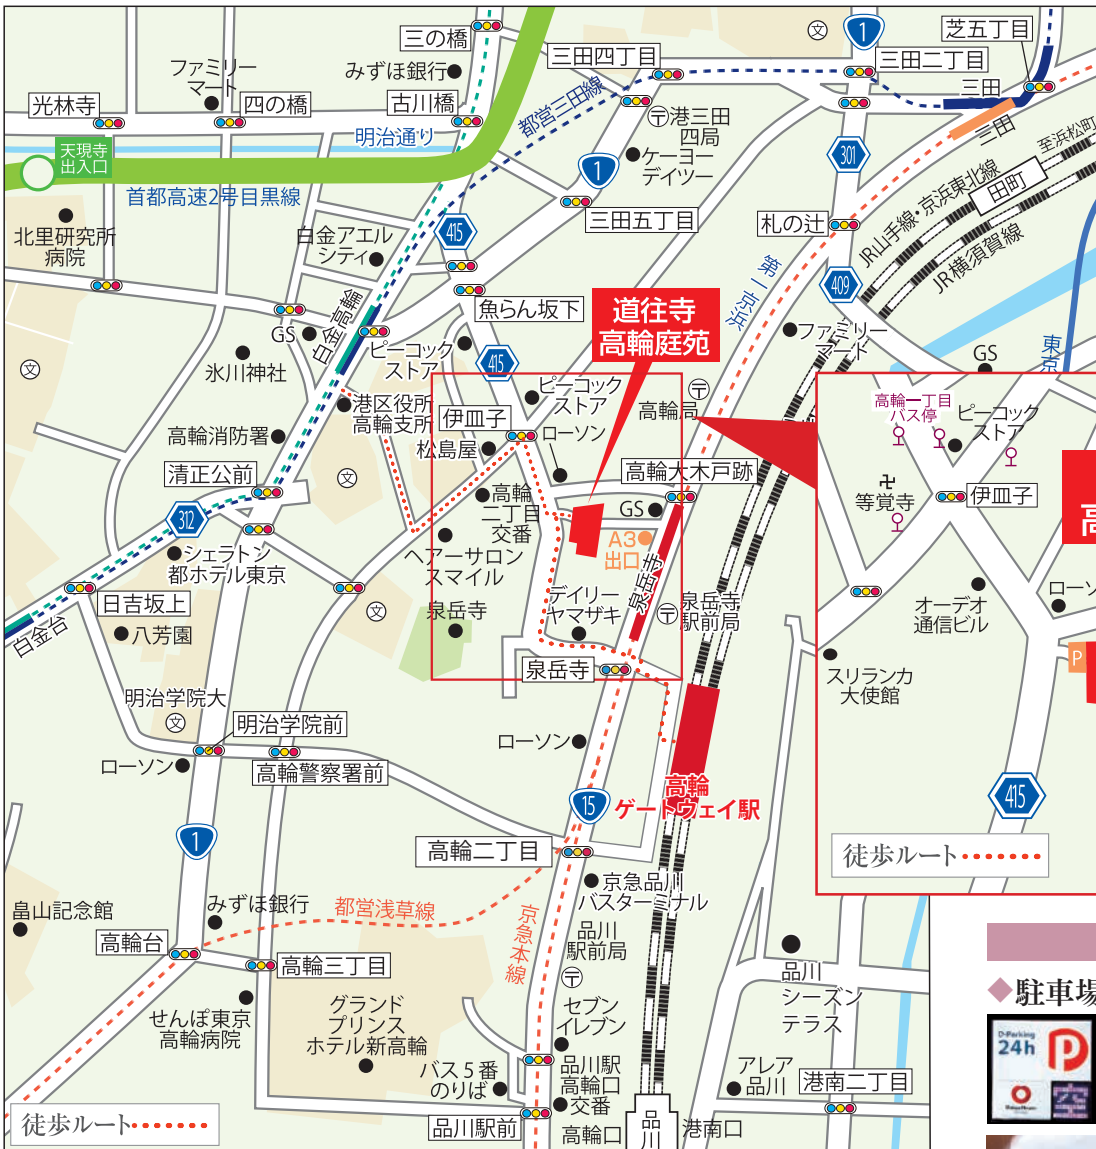 三の橋
1
芝五丁目
三田四丁目
三田二丁目
ファミリー
マート
みずほ銀行
光林寺
四の橋
古川橋
都営三田線
三田
三田
港三田
四局
明治通り
至浜松町
天現寺
出入口
ケーヨー
デイツー
301
JR山手線・京浜東北線
田町
首都高速2号目黒線
1
三田五丁目
札の辻
北里研究所
病院
白金アエル
シティ
415
JR横須賀線
第一京浜
409
魚らん坂下
道往寺
高輪庭苑
GS
白金高輪
ピーコック
ストア
ファミリー
マート
東京
GS
415
氷川神社
ピーコック
ストア
港区役所
高輪支所
伊皿子
高輪局
高輪一丁目
バス停
ピーコック
ストア
高輪消防署
松島屋
ローソン
清正公前
高輪大木戸跡
高輪
二丁目
交番
GS
卍
等覚寺
伊皿子
高
312
A3
出口
シェラトン
都ホテル東京
ヘアーサロン
スマイル
泉岳寺
デイリー
ヤマザキ
泉岳寺
駅前局
オーデオ
通信ビル
ローソ
日吉坂上
白金台
八芳園
泉岳寺
泉岳寺
P
スリランカ
大使館
明治学院大
明治学院前
ローソン
ローソン
高輪警察署前
高輪
ゲートウェイ駅
15
415
1
高輪二丁目
徒歩ルート
京急品川
バスターミナル
畠山記念館
みずほ銀行
都営浅草線
京急本線
品川
駅前局
高輪台
高輪三丁目
品川
シーズン
テラス
◆駐車場
せんぽ東京
高輪病院
グランド
プリンス
ホテル新高輪
セブン
イレブン
D-Parking
24h
P
空
バス5番
のりば
品川駅
高輪口
交番
アレア
品川
港南二丁目
徒歩ルート
品川駅前
高輪口
品川
港南口